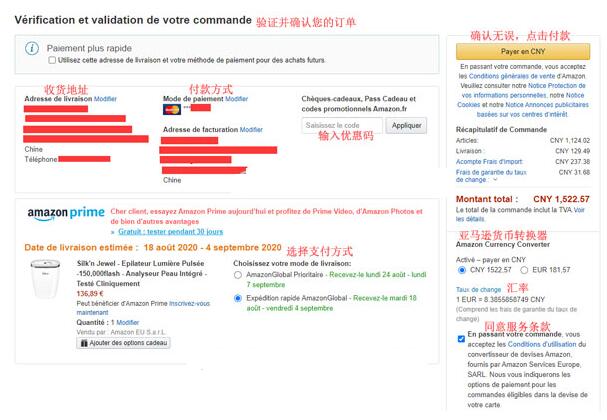 Vérification et validation de votre commande 验证并确认您的订单
Paiement plus rapide
Utilisez cette adresse de livraison et votre méthode de paiement pour des achats futurs.
收货地址
Adresse de livraison Modifier
Chine
Téléphone
付款方式
Mode de paiement Modifier
***
Adresse de facturation Modifier
Chine
Chèques-cadeaux, Pass Cadeau et
codes promotionnels Amazon.fr
Saisissez le code
Appliquer
输入优惠码
amazon prime
Cher client, essayez Amazon Prime aujourd'hui et profitez de Prime Video, d'Amazon Photos et
de bien d'autres avantages
» Gratuit : tester pendant 30 jours
Date de livraison estimée : 18 août 2020 - 4 septembre 2020
Silk'n Jewel - Epilateur Lumière Pulsée
-150,000flash - Analyseur Peau Intégré -
Testé Cliniquement
136,89 €
Peut bénéficier d'Amazon Prime Inscrivez-vous
maintenant
Quantité : 1 Modifier
Vendu par : Amazon EU S.a r.L.
Ajouter des options cadeau
选择支付方式
Choisissez votre mode de livraison:
AmazonGlobal Prioritaire - Recevez-le lundi 24 août - lundi
7 septembre
Expédition rapide AmazonGlobal - Recevez-le mardi 18
août - vendredi 4 septembre
确认无误，点击付款
Payer en CNY
En passant votre commande, vous acceptez
les Conditions générales de vente d'Amazon.
Veuillez consulter notre Notice Protection de
vos informations personnelles, notre Notice
Cookies et notre Notice Annonces publicitaires
basées sur vos centres d'intérêt.
Récapitulatif de Commande
Articles: CNY 1,124.02
Livraison : CNY 129.49
Acompte Frais d'import CNY 237.38
Frais de garantie du taux CNY 31.68
de change :
Montant total : CNY 1,522.57
Le total de la commande inclut la TVA.Voir
les détails.
亚马逊货币转换器
Amazon Currency Converter
Activé – payer en CNY
CNY 1522.57 EUR 181,57
Taux de change 汇率
1 EUR = 8.3855858749 CNY
(Comprend les frais de garantie du taux de
change)
同意服务条款
En passant votre commande, vous
acceptez les Conditions d'utilisation du
convertisseur de devises Amazon,
fournis par Amazon Services Europe,
SARL. Nous vous indiquerons les
options de paiement pour les
commandes éligibles dans la devise de
votre carte